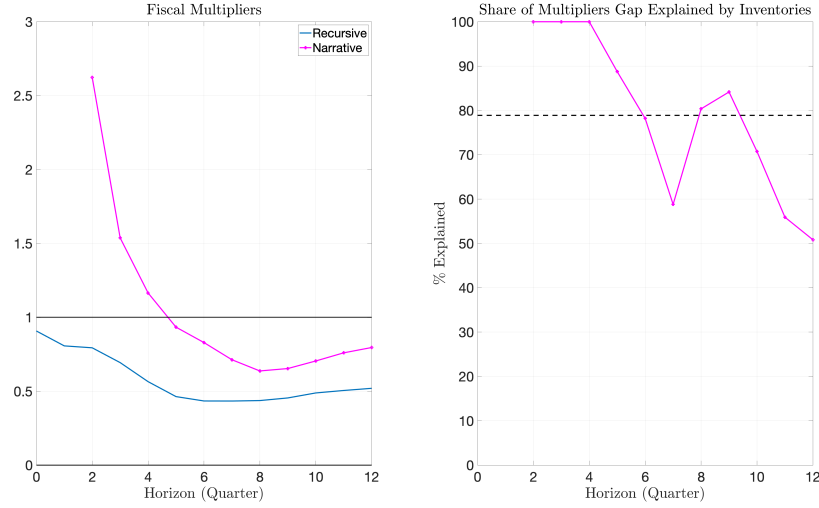 Fiscal Multipliers
Recursive
Narrative
3
2.5
2
1.5
1
0.5
0
0 2 4 6 8 10 12
Horizon (Quarter)
Share of Multipliers Gap Explained by Inventories
% Explained
100
90
80
70
60
50
40
30
20
10
0
0 2 4 6 8 10 12
Horizon (Quarter)